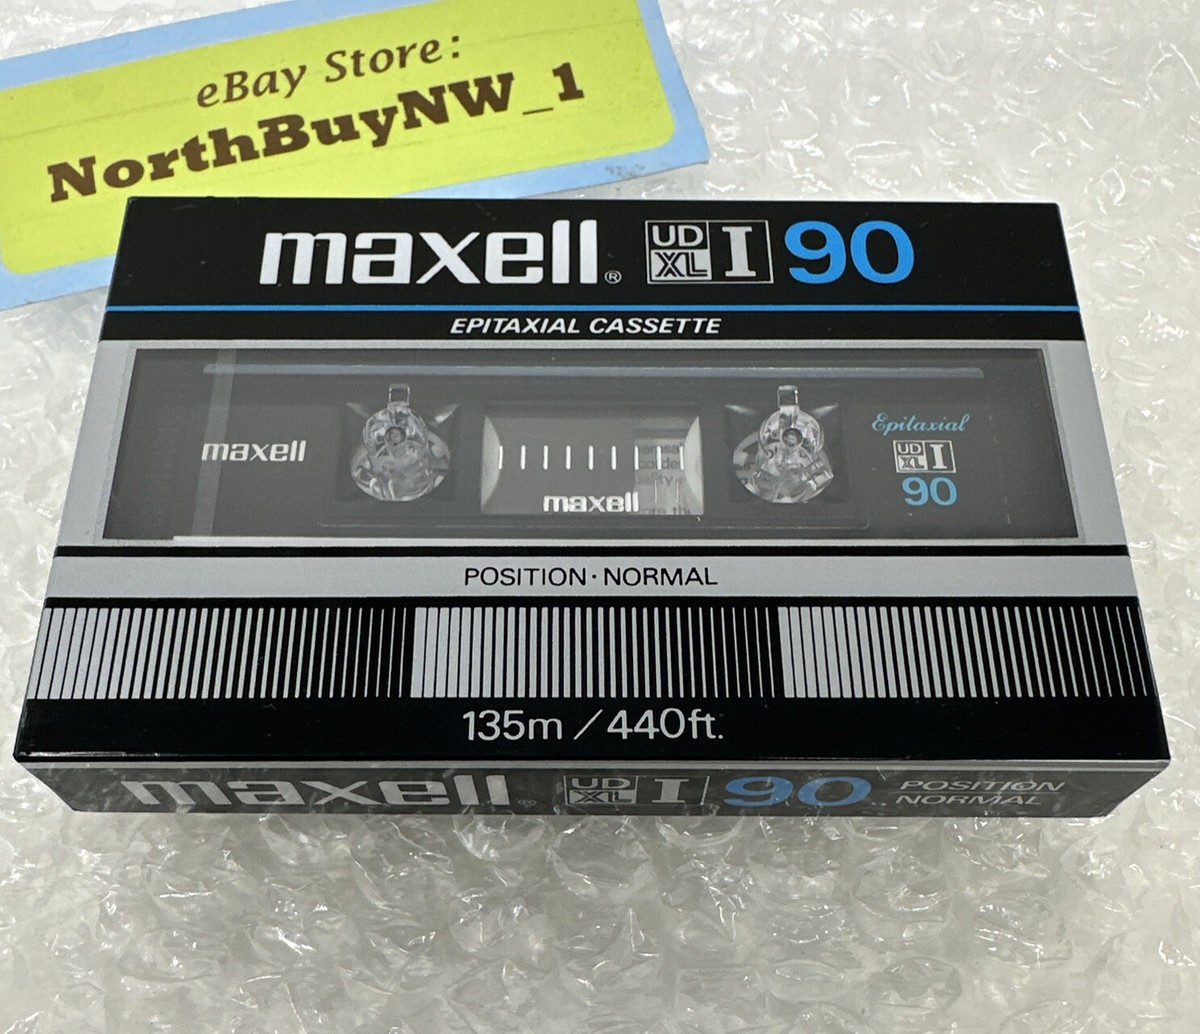 eBay Store:
NorthBuyNW_1
maxell® UD XL I 90
EPITAXIAL CASSETTE
maxell
Epitaxial
UD XL I
90
maxell
POSITION·NORMAL
135m / 440ft.
maxell® UD XL I 90 POSITION
NORMAL